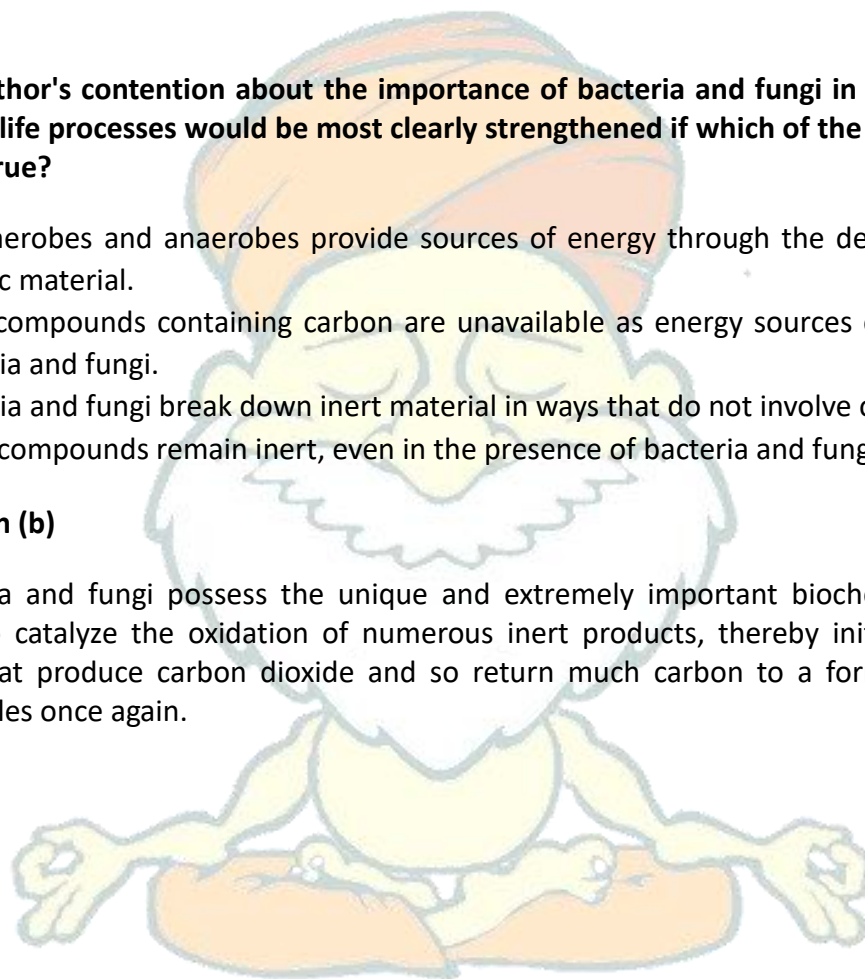 thor's contention about the importance of bacteria and fungi in
life processes would be most clearly strengthened if which of the
rue?
aerobes and anaerobes provide sources of energy through the de
c material.
compounds containing carbon are unavailable as energy sources
ia and fungi.
ia and fungi break down inert material in ways that do not involve
compounds remain inert, even in the presence of bacteria and fung
n (b)
a and fungi possess the unique and extremely important bioch
catalyze the oxidation of numerous inert products, thereby ini
at produce carbon dioxide and so return much carbon to a for
les once again.